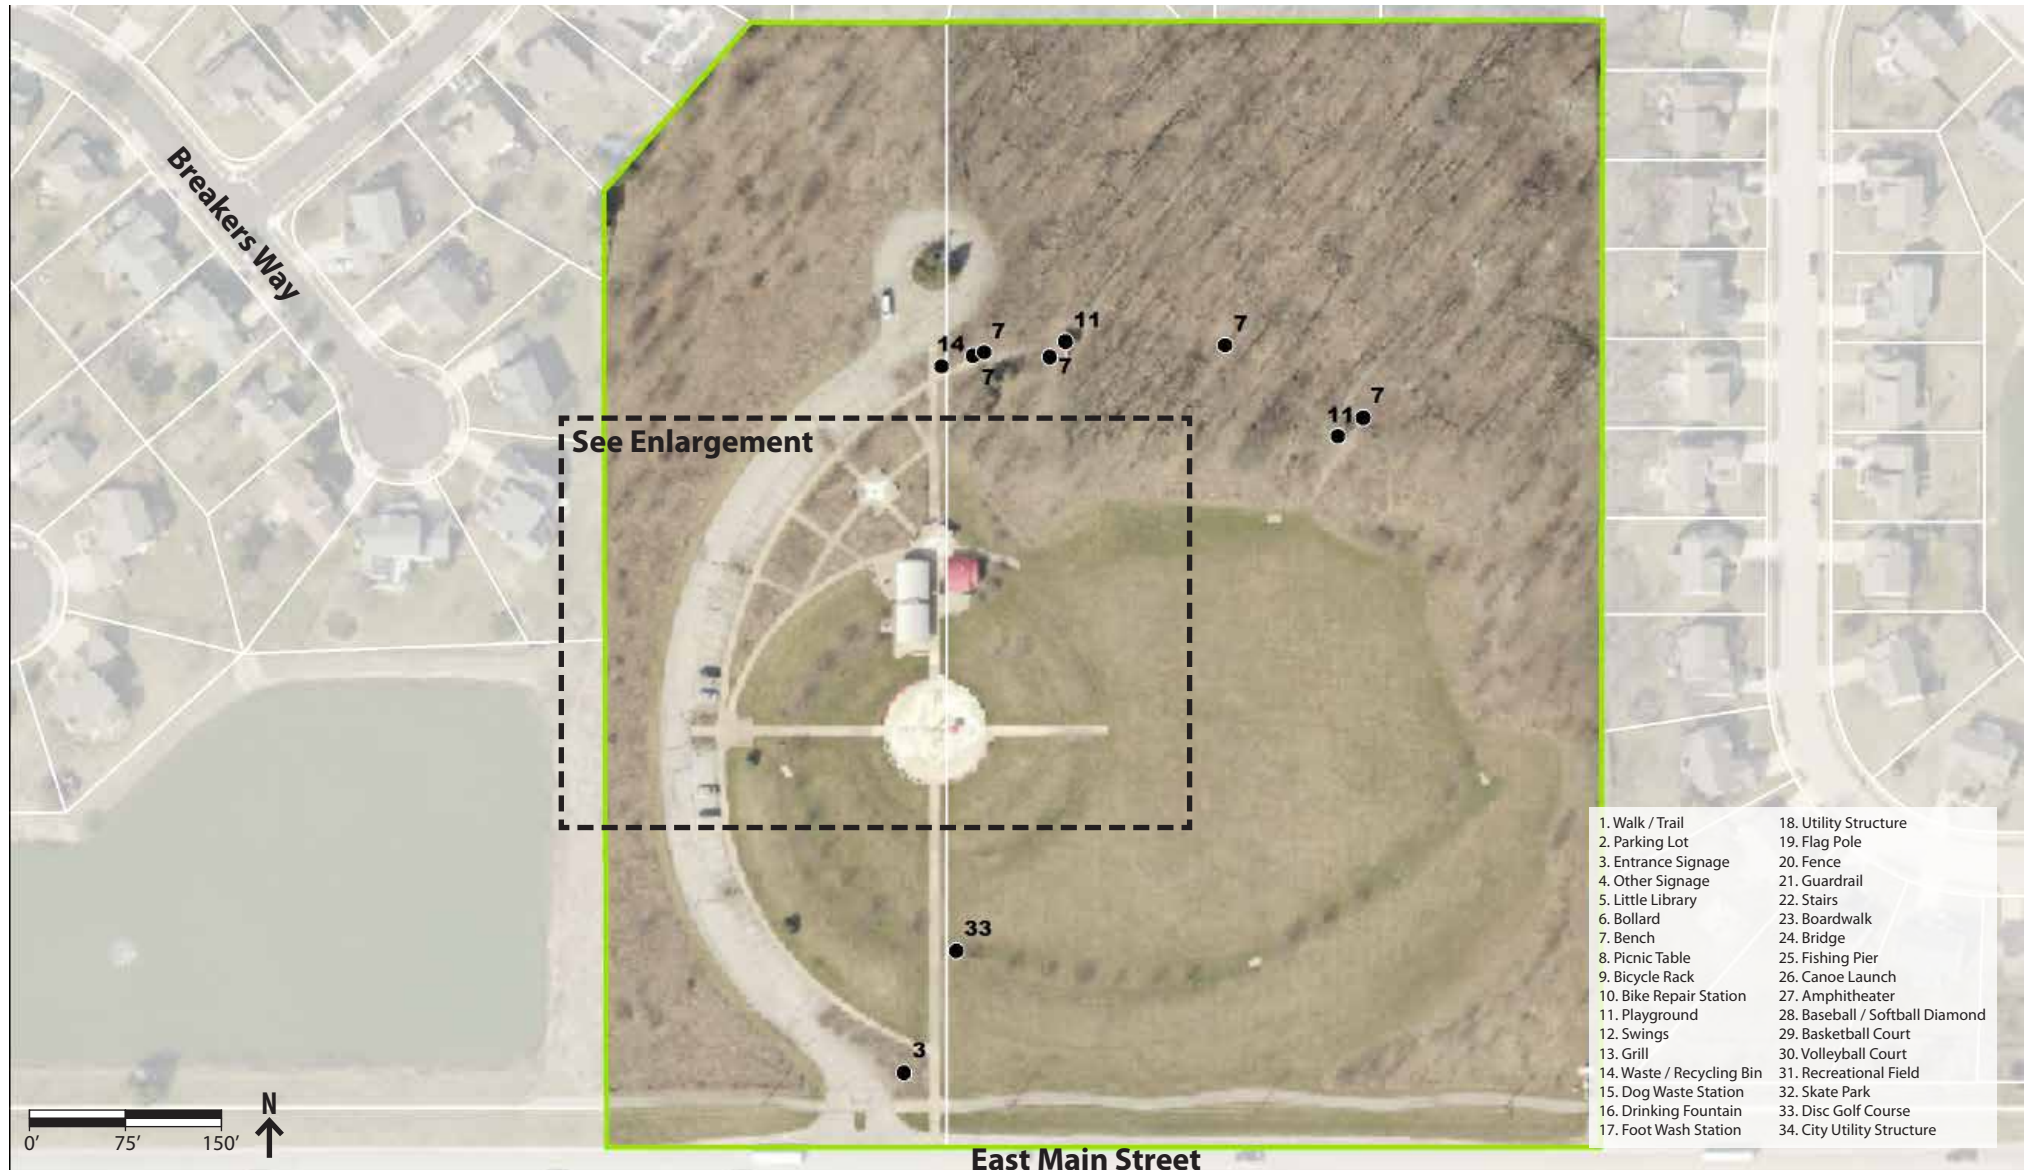 Breakers Way
14
7
7
11
7
7
7
11
See Enlargement
33
3
1. Walk / Trail
2. Parking Lot
3. Entrance Signage
4. Other Signage
5. Little Library
6. Bollard
7. Bench
8. Picnic Table
9. Bicycle Rack
10. Bike Repair Station
11. Playground
12. Swings
13. Grill
14. Waste / Recycling Bin
15. Dog Waste Station
16. Drinking Fountain
17. Foot Wash Station
18. Utility Structure
19. Flag Pole
20. Fence
21. Guardrail
22. Stairs
23. Boardwalk
24. Bridge
25. Fishing Pier
26. Canoe Launch
27. Amphitheater
28. Baseball / Softball Diamond
29. Basketball Court
30. Volleyball Court
31. Recreational Field
32. Skate Park
33. Disc Golf Course
34. City Utility Structure
0' 75' 150'
N
East Main Street